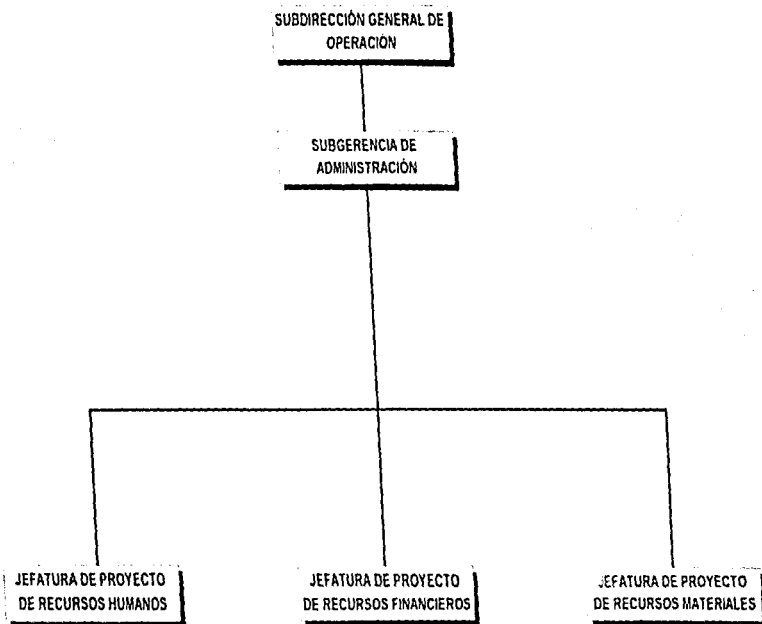 SUBDIRECCIÓN GENERAL DE
OPERACIÓN
SUBGERENCIA DE
ADMINISTRACIÓN
JEFATURA DE PROYECTO
DE RECURSOS HUMANOS
JEFATURA DE PROYECTO
DE RECURSOS FINANCIEROS
JEFATURA DE PROYECTO
DE RECURSOS MATERIALES